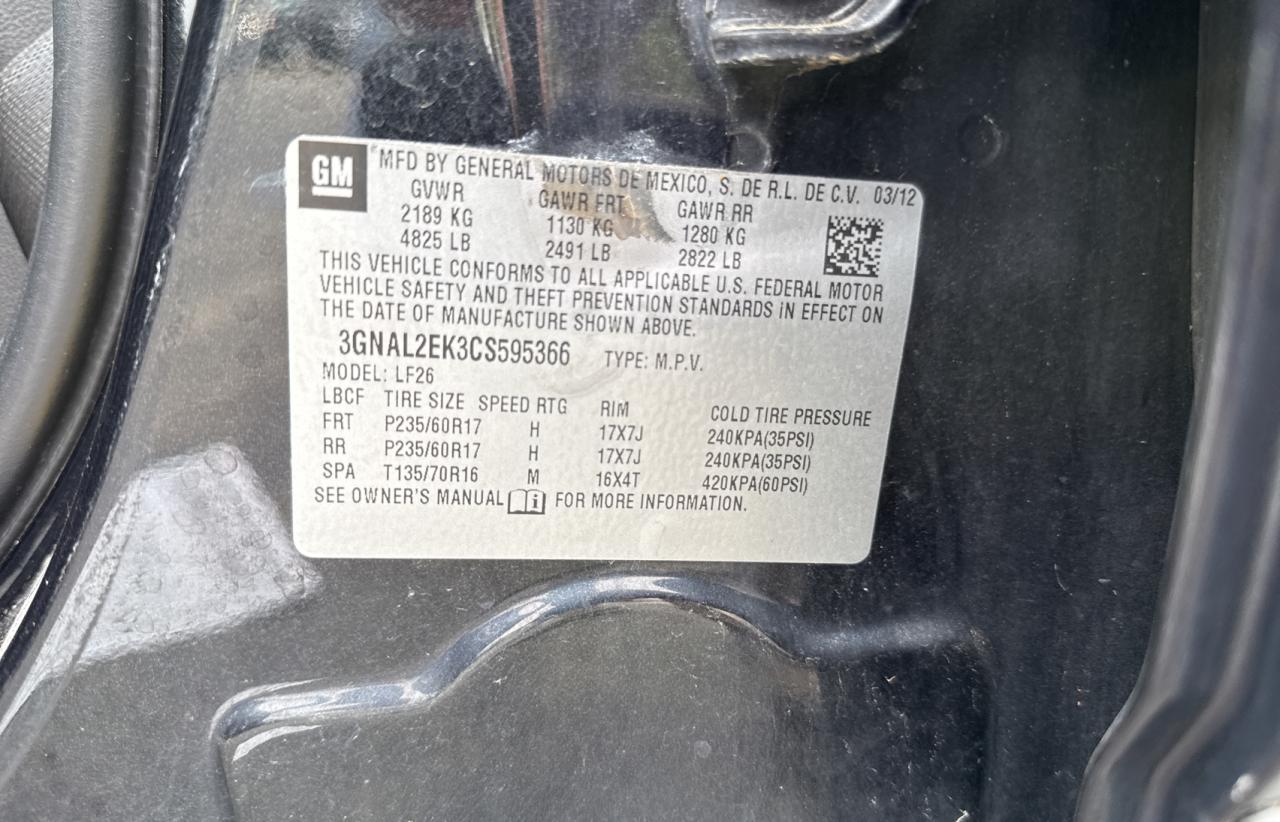 GM
MFD BY GENERAL MOTORS DE MEXICO, S. DE R.L. DE C.V. 03/12
GVWR GAWR FRT GAWR RR
2189 KG 1130 KG 1280 KG
4825 LB 2491 LB 2822 LB
THIS VEHICLE CONFORMS TO ALL APPLICABLE U.S. FEDERAL MOTOR
VEHICLE SAFETY AND THEFT PREVENTION STANDARDS IN EFFECT ON
THE DATE OF MANUFACTURE SHOWN ABOVE.
3GNAL2EK3CS595366 TYPE: M.P.V.
MODEL: LF26
LBCF TIRE SIZE SPEED RTG RIM COLD TIRE PRESSURE
FRT P235/60R17 H 17X7J 240KPA(35PSI)
RR P235/60R17 H 17X7J 240KPA(35PSI)
SPA T135/70R16 M 16X4T 420KPA(60PSI)
SEE OWNER'S MANUAL FOR MORE INFORMATION.